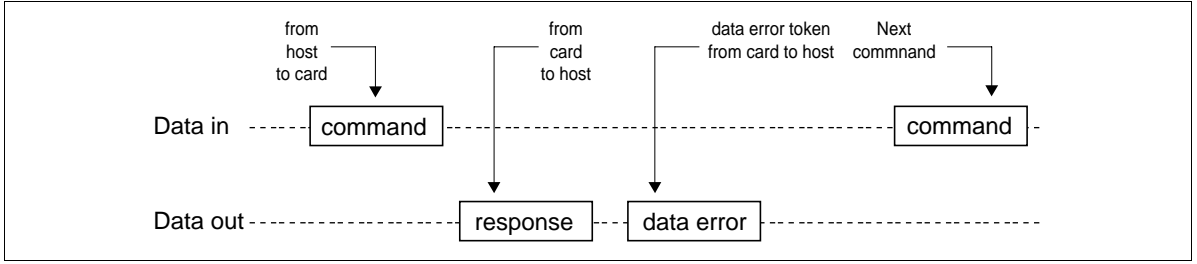 from
host
to card
from
card
to host
data error token
from card to host
Next
commnand
Data in
command
command
Data out
response
data error